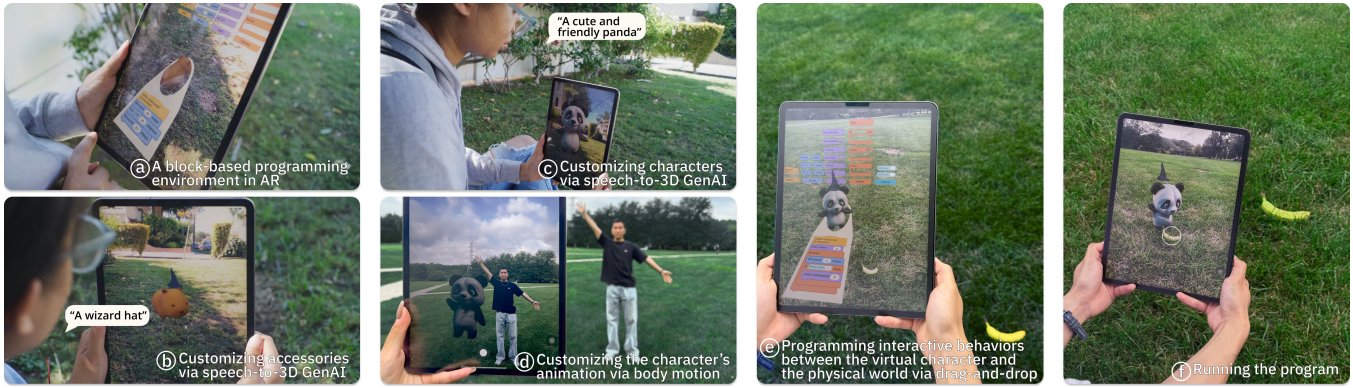 a A block-based programming
environment in AR
"A wizard hat"
b Customizing accessories
via speech-to-3D GenAI
"A cute and
friendly panda"
c Customizing characters
via speech-to-3D GenAI
d Customizing the character's
animation via body motion
e Programming interactive behaviors
between the virtual character and
the physical world via drag-and-drop
f Running the program